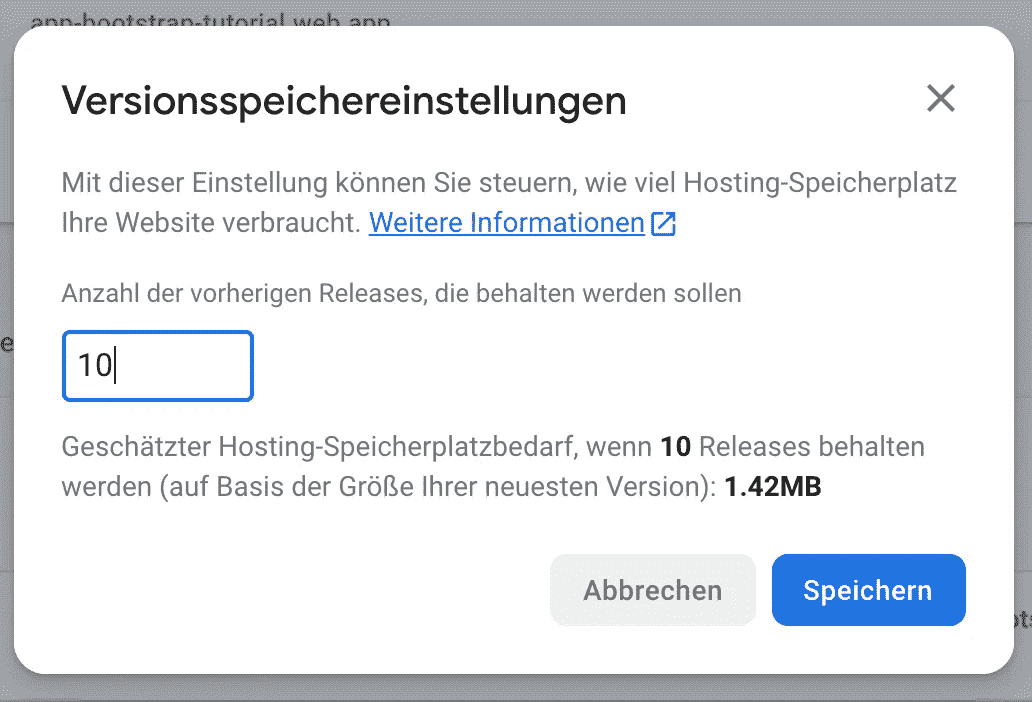 app-bootstrap-tutorial.web.app
Versionsspeichereinstellungen
Mit dieser Einstellung können Sie steuern, wie viel Hosting-Speicherplatz
Ihre Website verbraucht. Weitere Informationen
Anzahl der vorherigen Releases, die behalten werden sollen
10
Geschätzter Hosting-Speicherplatzbedarf, wenn 10 Releases behalten
werden (auf Basis der Größe Ihrer neuesten Version): 1.42MB
Abbrechen Speichern